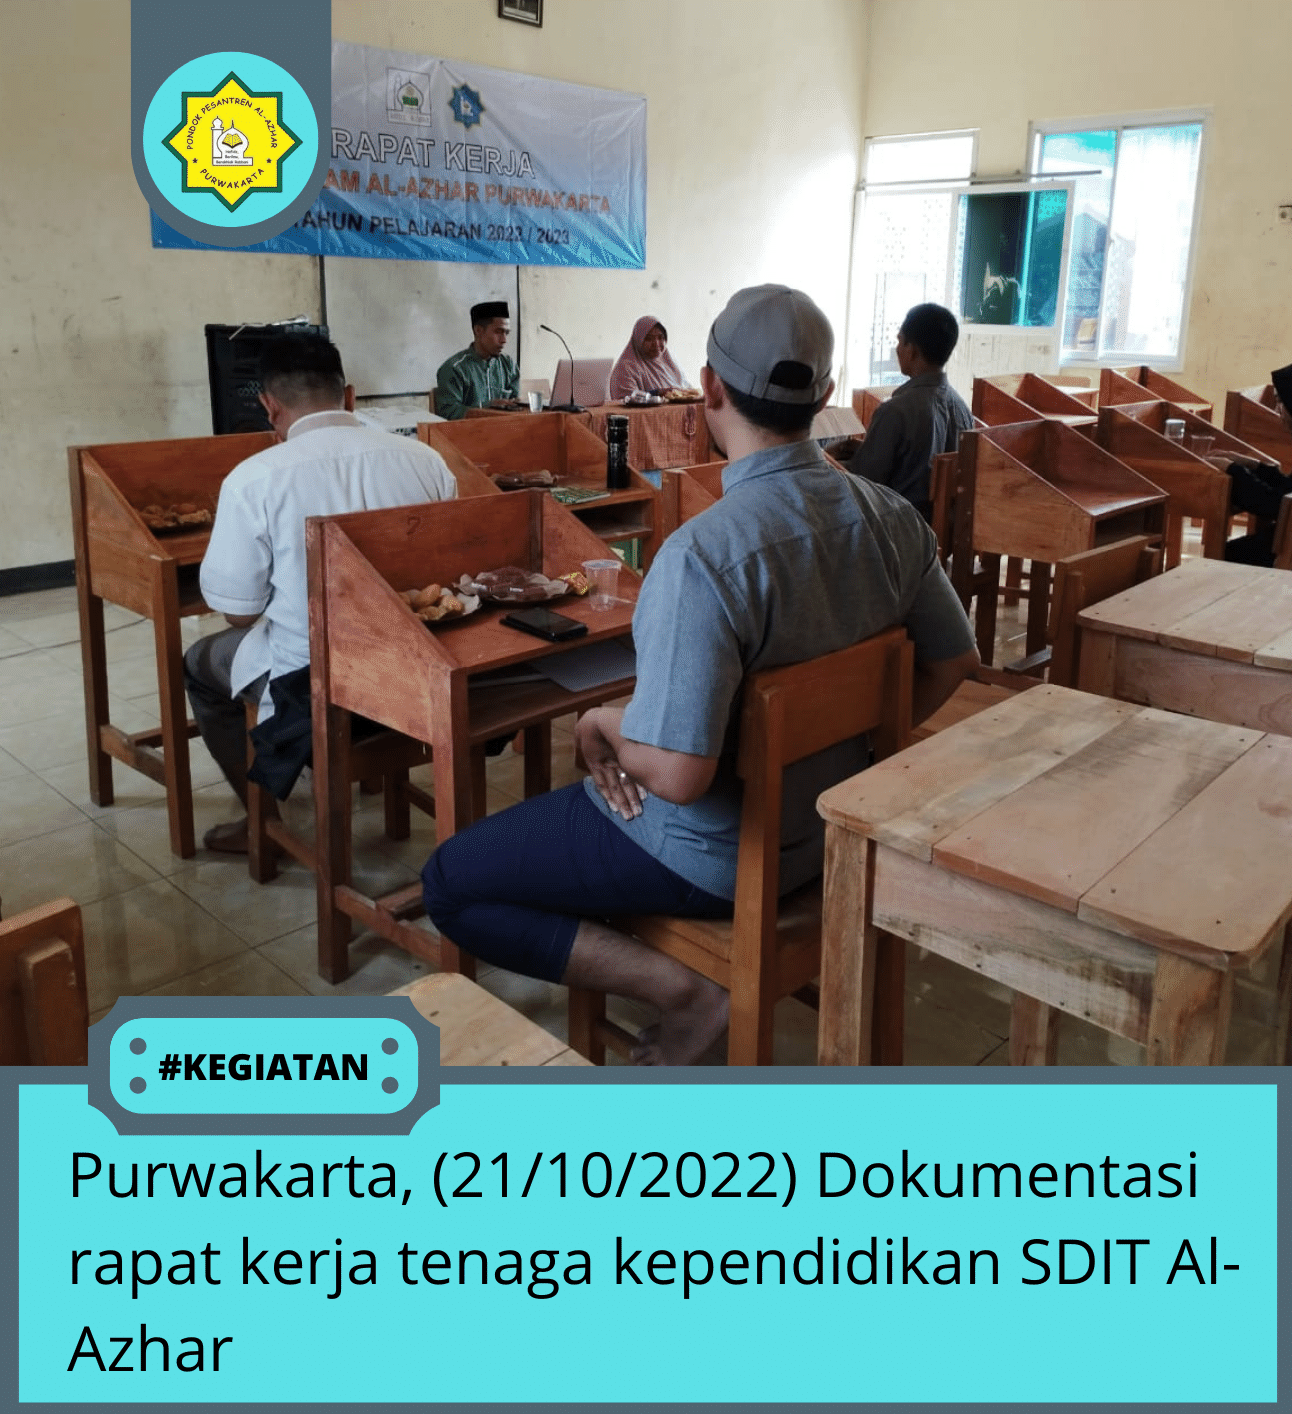 PONDOK PESANTREN AL-AZHAR
PURWAKARTA
RAPAT KERJA
AM AL-AZHAR PURWAKARTA
TAHUN PELAJARAN 2022 / 2023
#KEGIATAN
Purwakarta, (21/10/2022) Dokumentasi
rapat kerja tenaga kependidikan SDIT Al-
Azhar